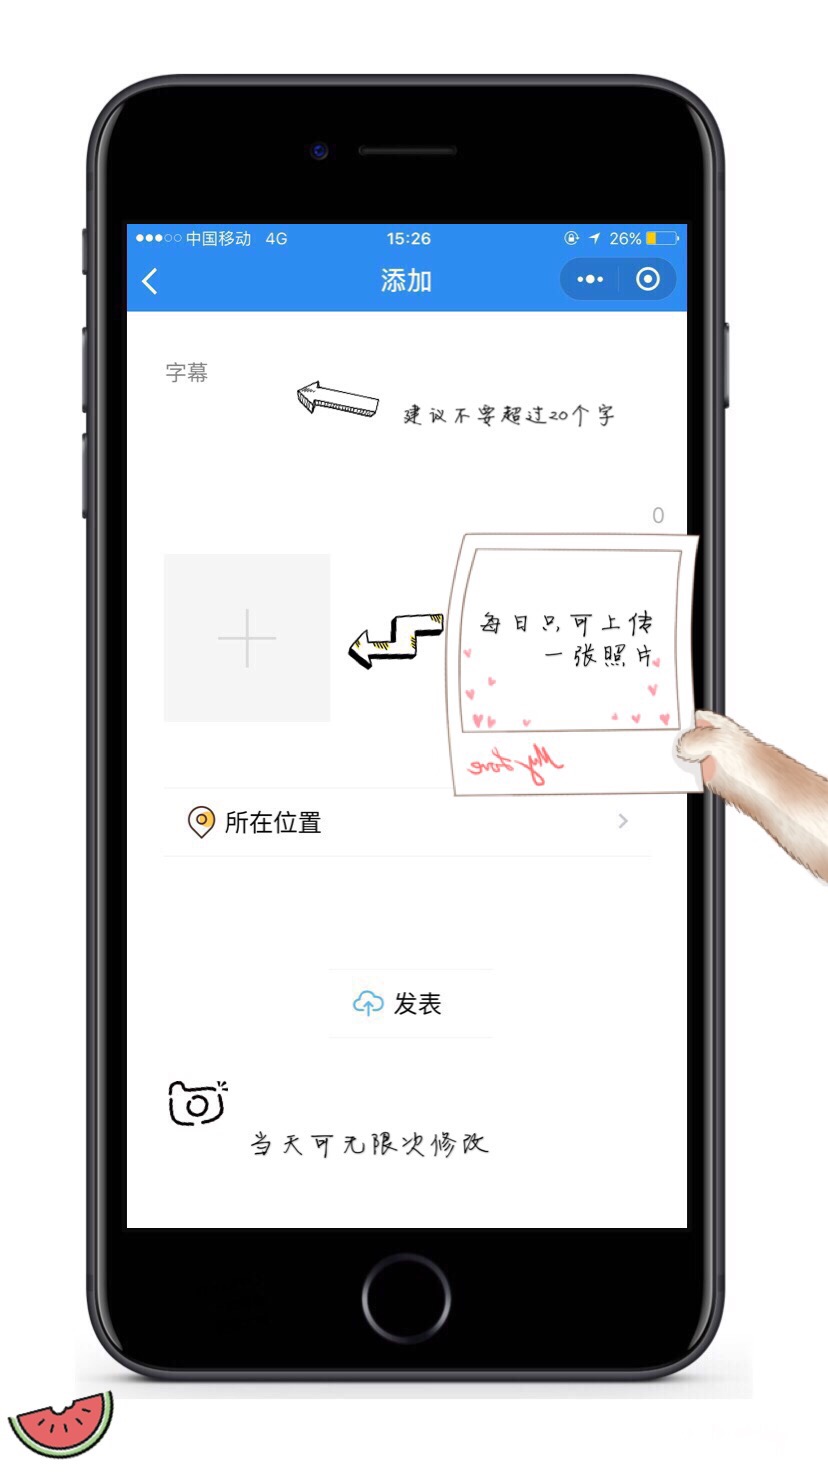 中国移动 4G 15:26 26%
添加
字幕
建议不要超过20个字
0
每日只可上传
一张照片
My love
所在位置
发表
当天可无限次修改